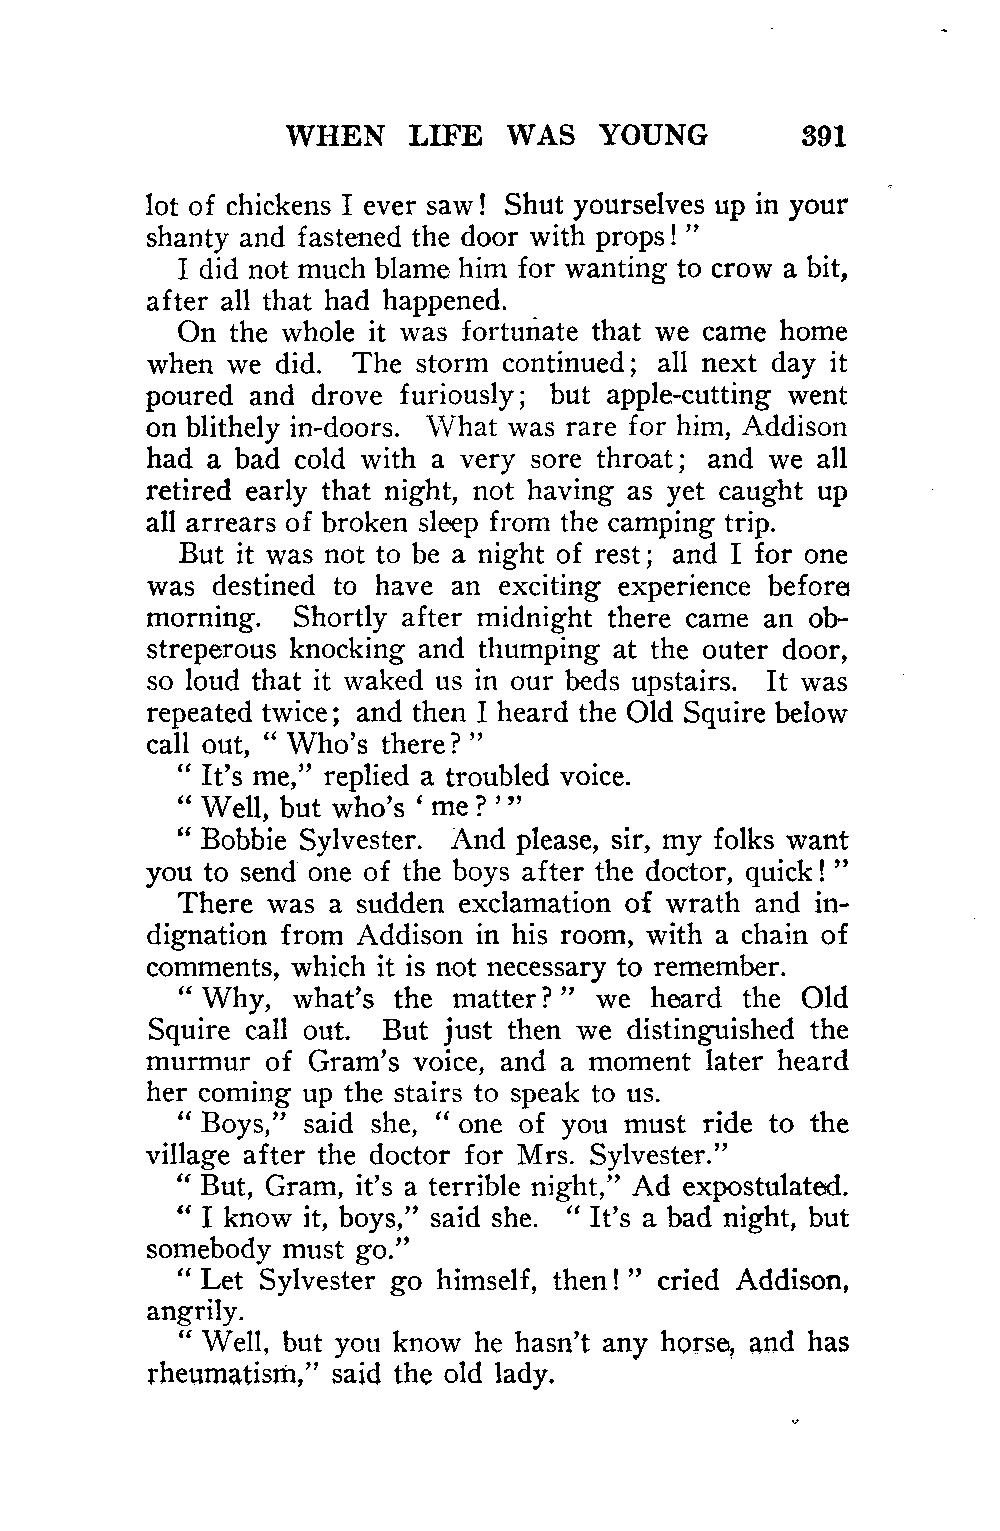 WHEN LIFE WAS YOUNG 391
lot of chickens I ever saw! Shut yourselves up in your
shanty and fastened the door with props! "
I did not much blame him for wanting to crow a bit,
after all that had happened.
On the whole it was fortunate that we came home
when we did. The storm continued; all next day it
poured and drove furiously; but apple-cutting went
on blithely in-doors. What was rare for him, Addison
had a bad cold with a very sore throat; and we all
retired early that night, not having as yet caught up
all arrears of broken sleep from the camping trip.
But it was not to be a night of rest; and I for one
was destined to have an exciting experience before
morning. Shortly after midnight there came an ob-
streperous knocking and thumping at the outer door,
so loud that it waked us in our beds upstairs. It was
repeated twice; and then I heard the Old Squire below
call out, " Who's there? "
" It's me," replied a troubled voice.
" Well, but who's ' me ? ' "
" Bobbie Sylvester. And please, sir, my folks want
you to send one of the boys after the doctor, quick! "
There was a sudden exclamation of wrath and in-
dignation from Addison in his room, with a chain of
comments, which it is not necessary to remember.
" Why, what's the matter? " we heard the Old
Squire call out. But just then we distinguished the
murmur of Gram's voice, and a moment later heard
her coming up the stairs to speak to us.
" Boys," said she, " one of you must ride to the
village after the doctor for Mrs. Sylvester."
" But, Gram, it's a terrible night," Ad expostulated.
" I know it, boys," said she. " It's a bad night, but
somebody must go."
" Let Sylvester go himself, then! " cried Addison,
angrily.
" Well, but you know he hasn't any horse, and has
rheumatism," said the old lady.